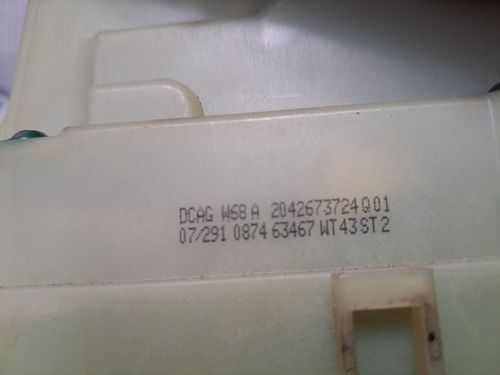 DCAG W68 A 2042673724 Q01
07/291 0874 63467 WT43 ST2